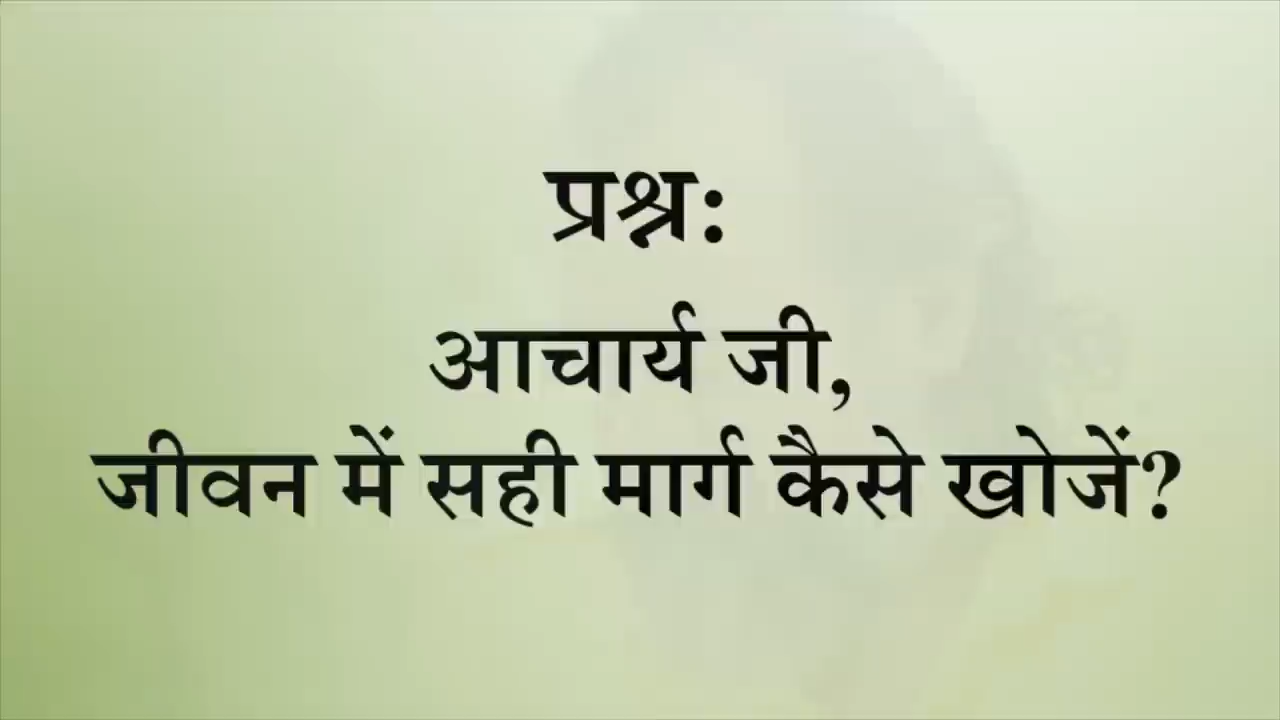 प्रश्न:
आचार्य जी,
जीवन में सही मार्ग कैसे खोजें?